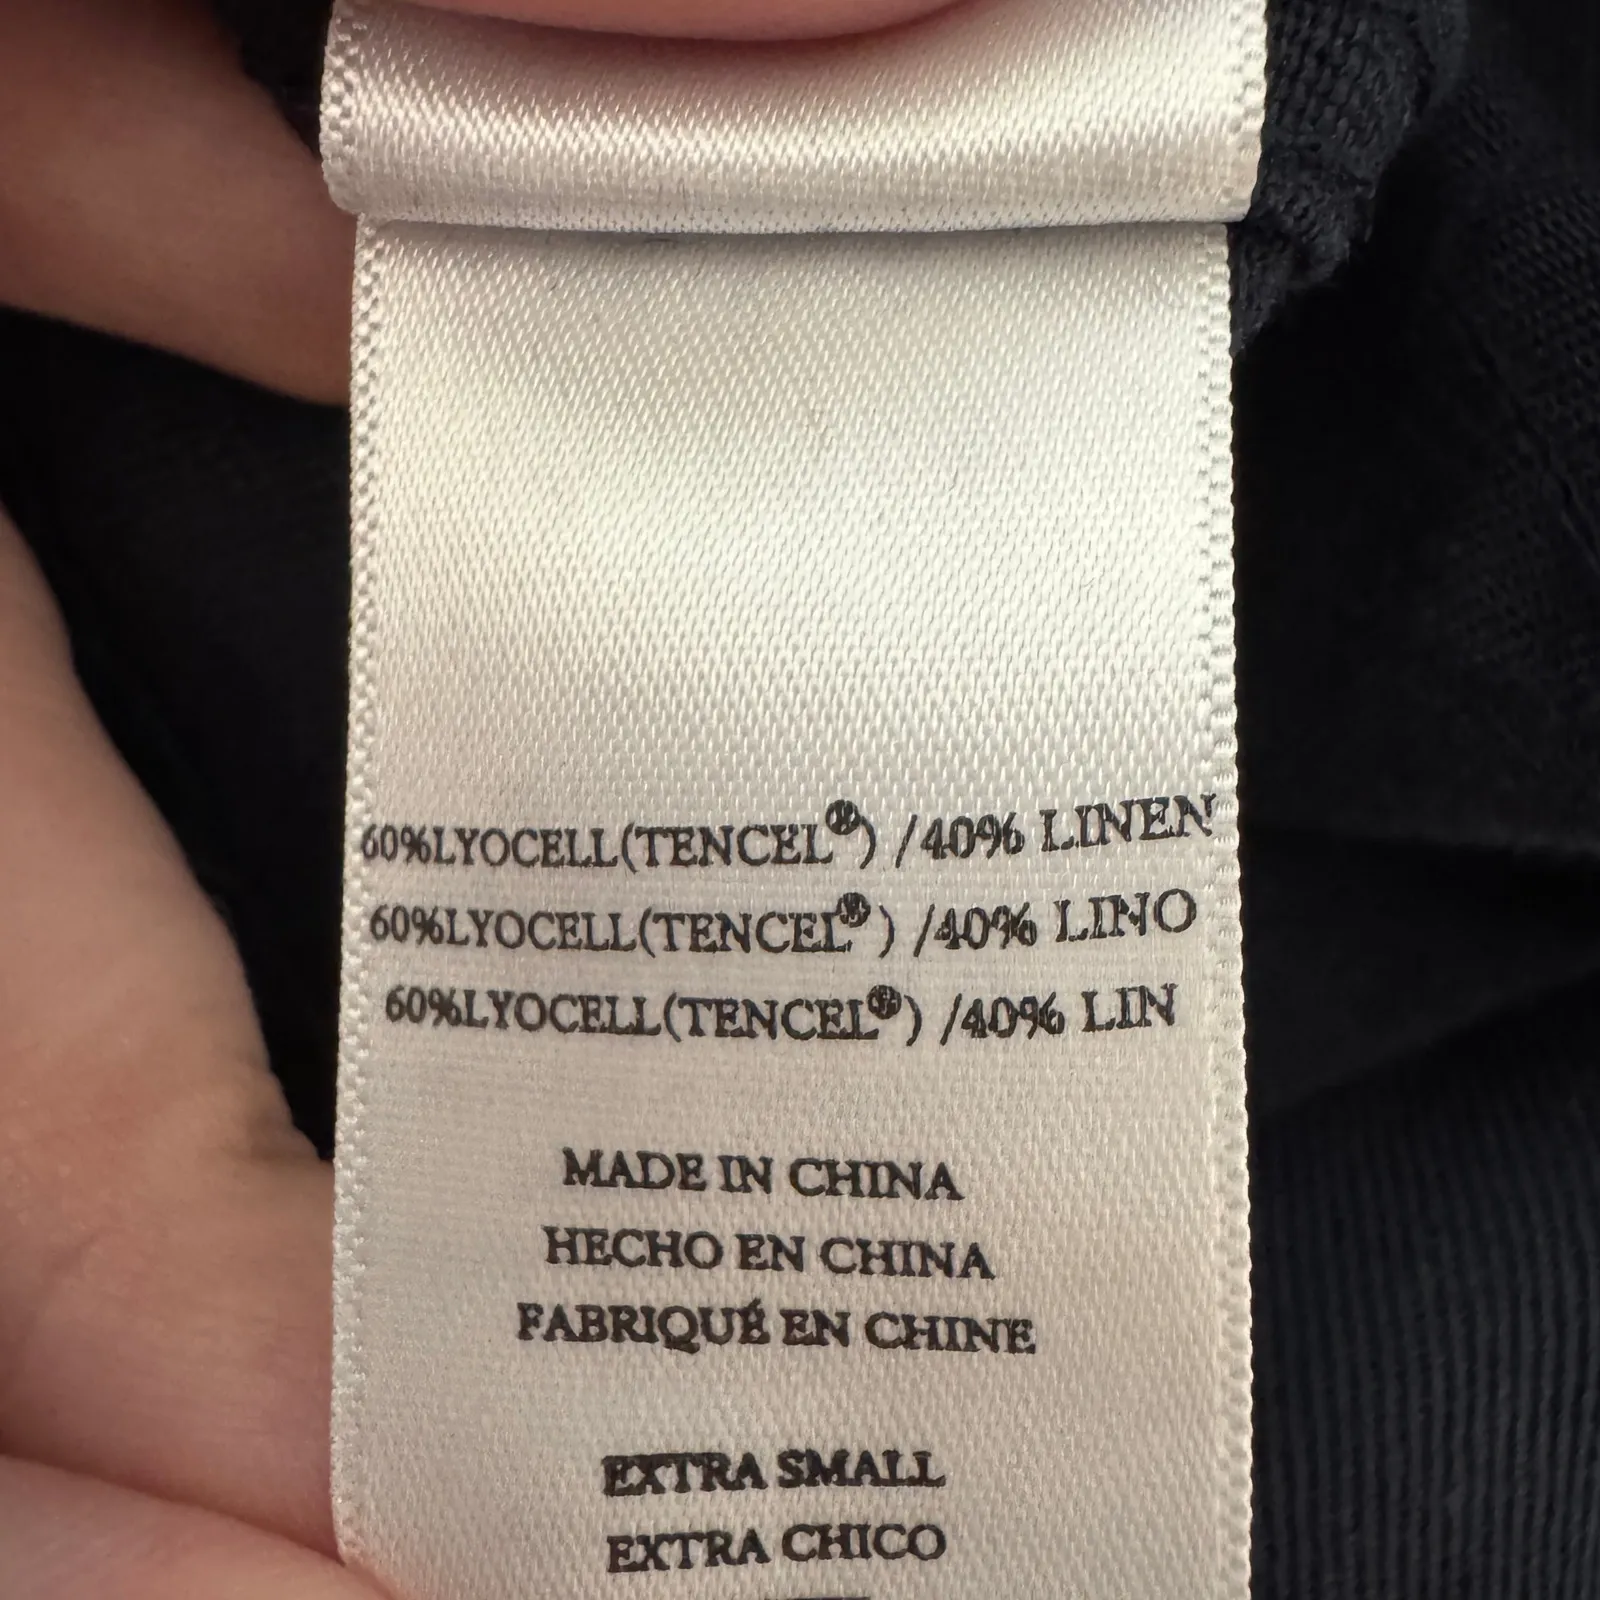 60%LYOCELL(TENCEL®) /40% LINEN
60%LYOCELL(TENCEL®) /40% LINO
60%LYOCELL(TENCEL®) /40% LIN
MADE IN CHINA
HECHO EN CHINA
FABRIQUÉ EN CHINE
EXTRA SMALL
EXTRA CHICO